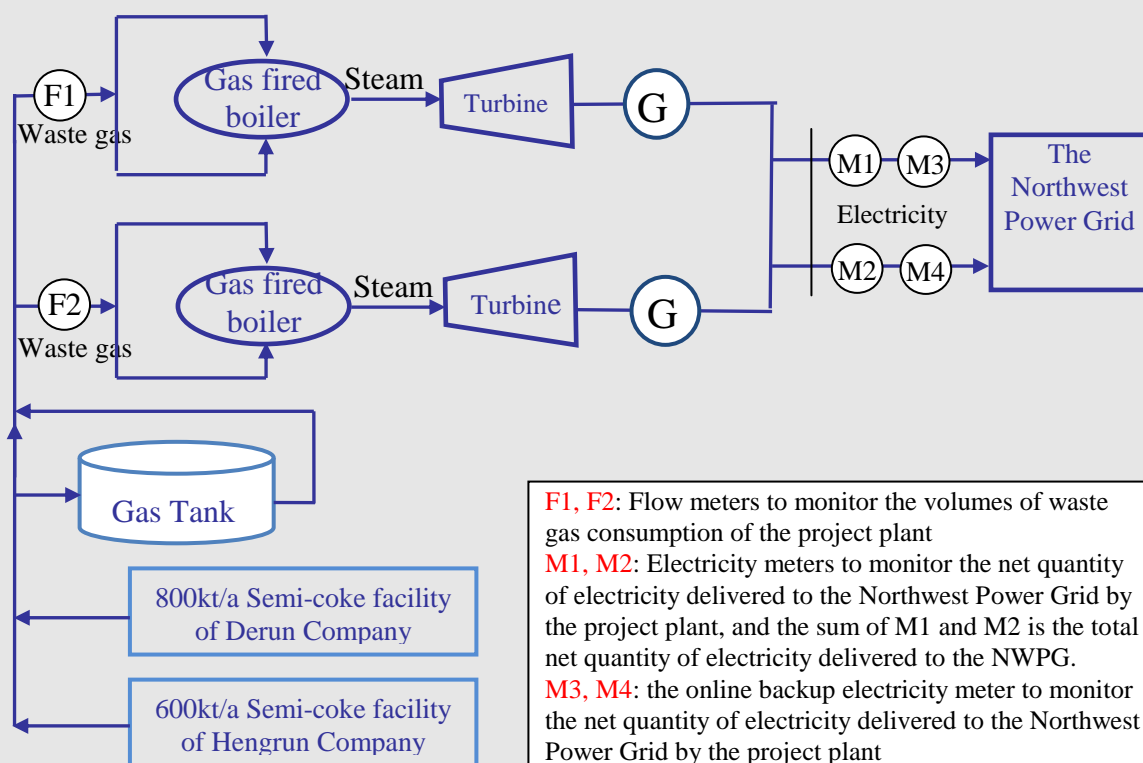 F1
Waste gas
Gas fired
boiler
Steam
Turbine
G
M1
M3
Electricity
M2
M4
The
Northwest
Power Grid
F2
Waste gas
Gas fired
boiler
Steam
Turbine
G
Gas Tank
800kt/a Semi-coke facility
of Derun Company
600kt/a Semi-coke facility
of Hengrun Company
F1, F2: Flow meters to monitor the volumes of waste
gas consumption of the project plant
M1, M2: Electricity meters to monitor the net quantity
of electricity delivered to the Northwest Power Grid by
the project plant, and the sum of M1 and M2 is the total
net quantity of electricity delivered to the NWPG.
M3, M4: the online backup electricity meter to monitor
the net quantity of electricity delivered to the Northwest
Power Grid by the project plant